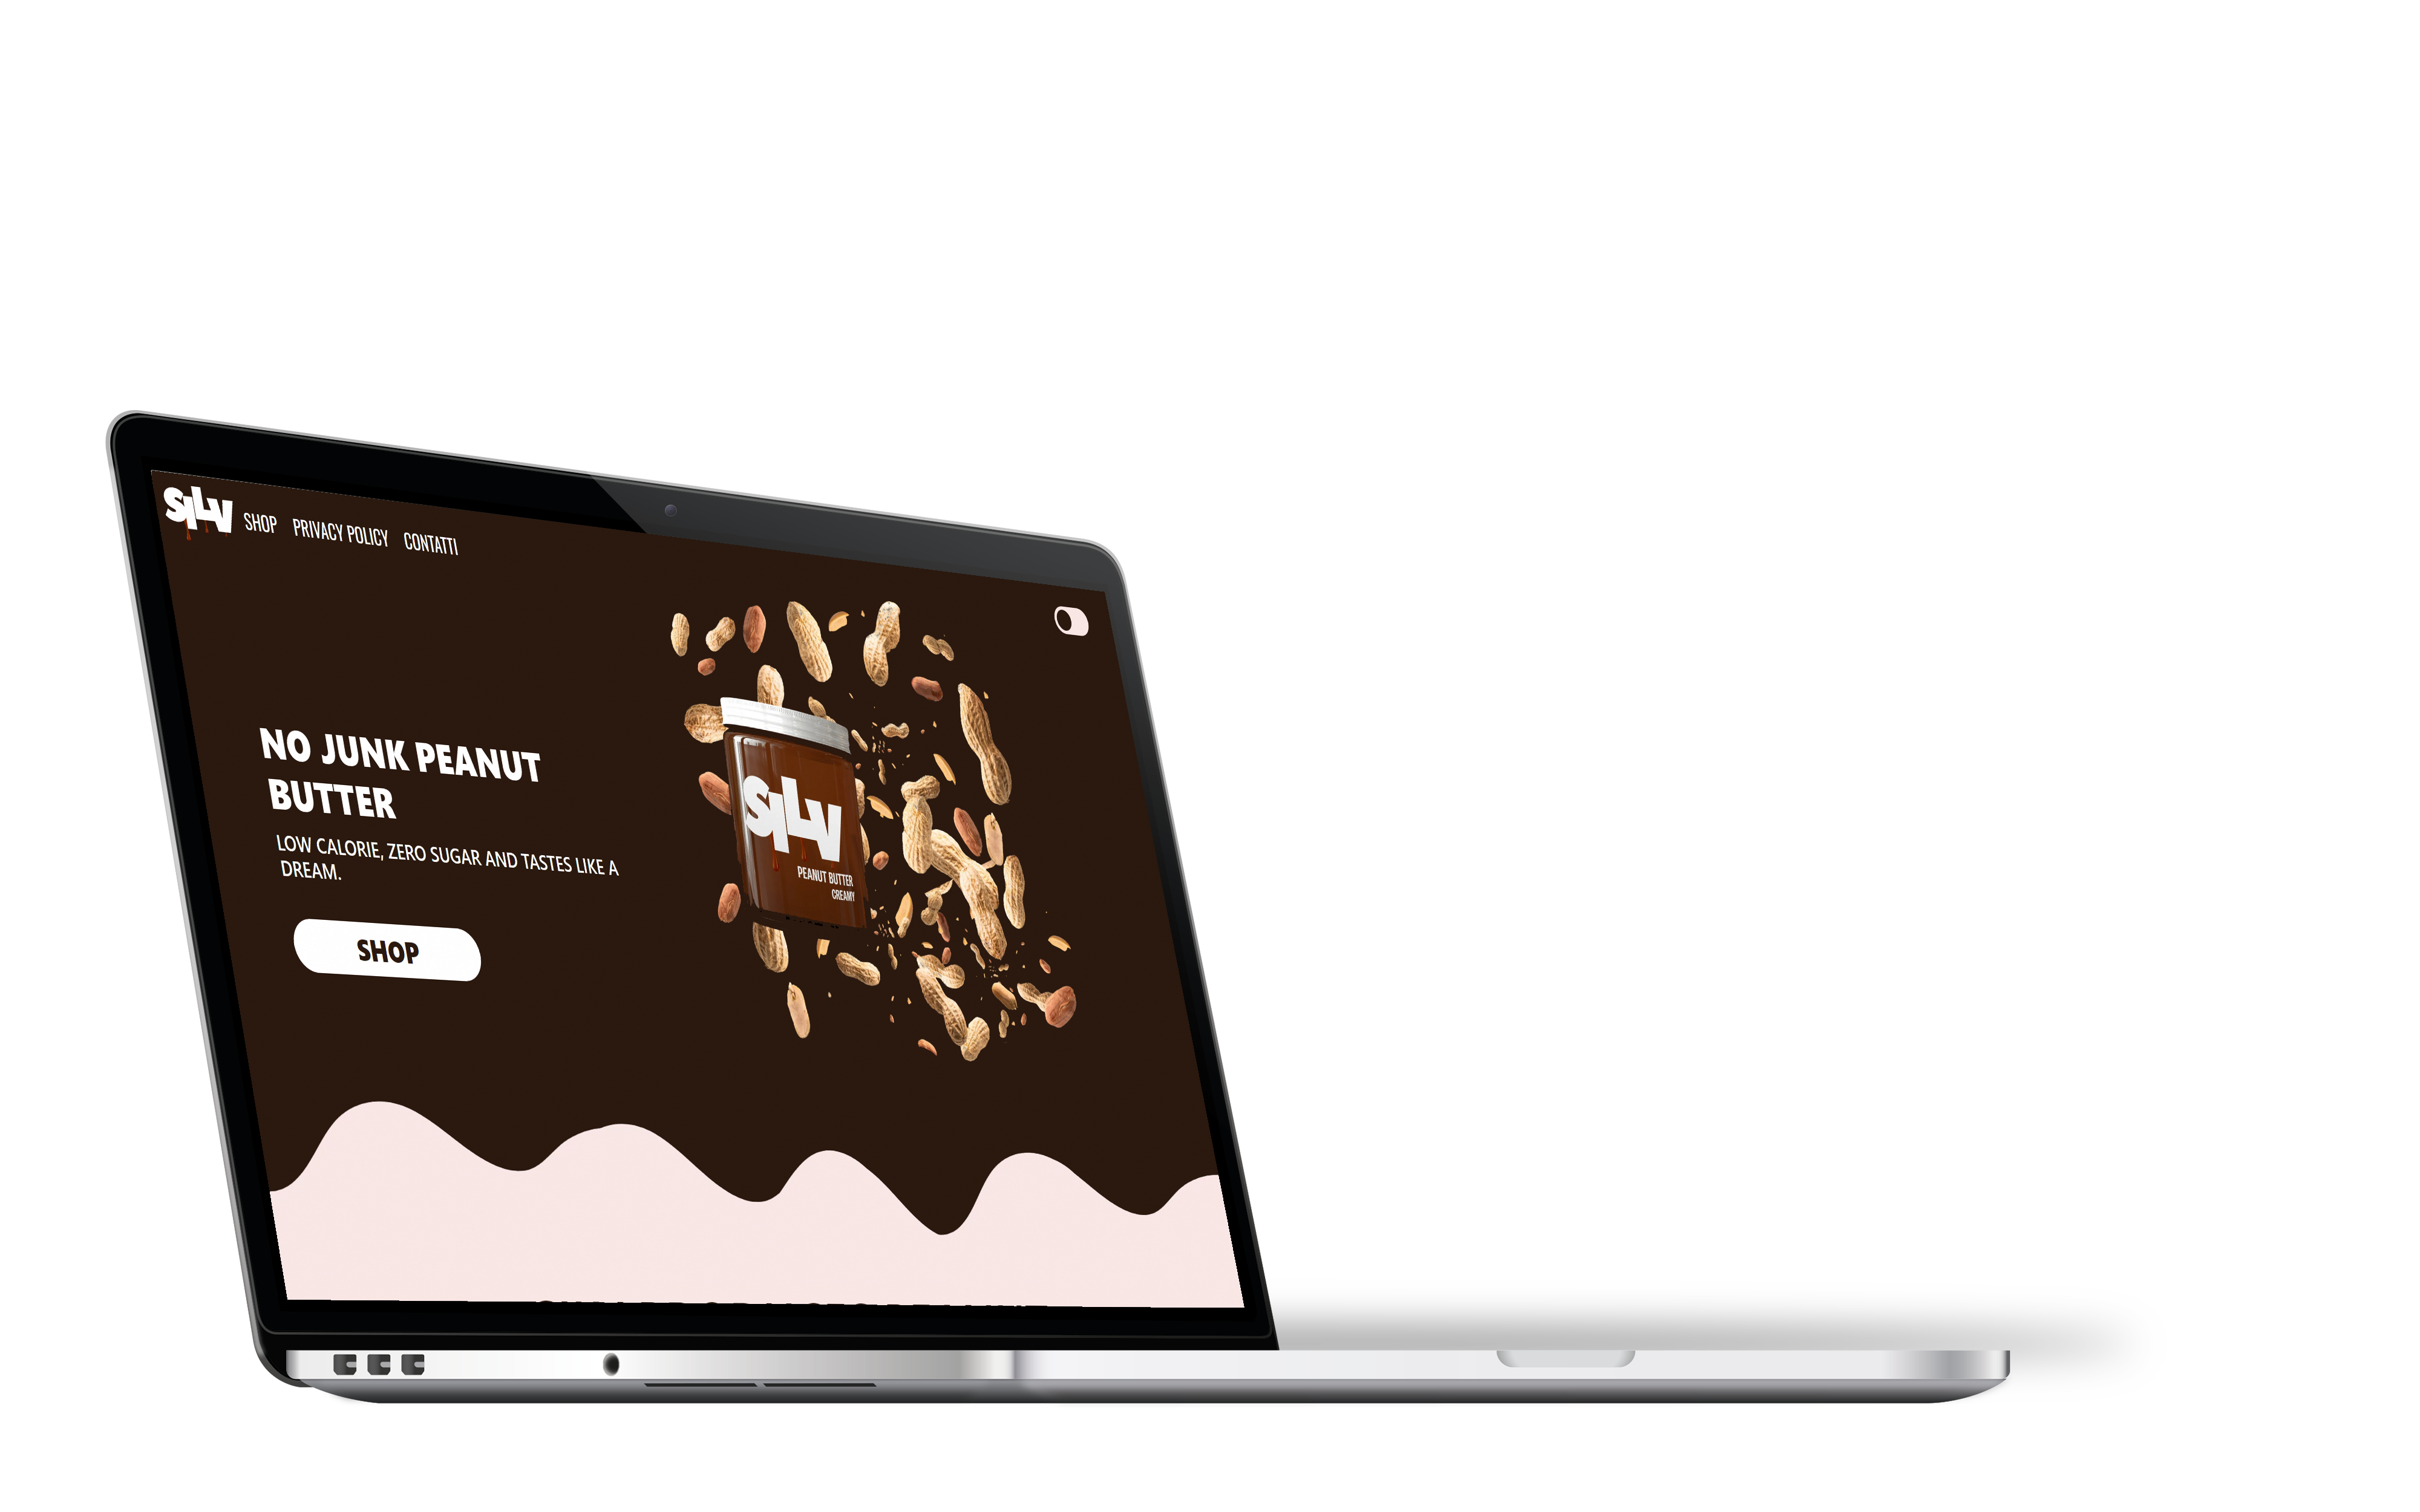 SILV SHOP PRIVACY POLICY CONTATTI
NO JUNK PEANUT
BUTTER
LOW CALORIE, ZERO SUGAR AND TASTES LIKE A
DREAM.
SHOP
SILV
PEANUT BUTTER
CREAMY